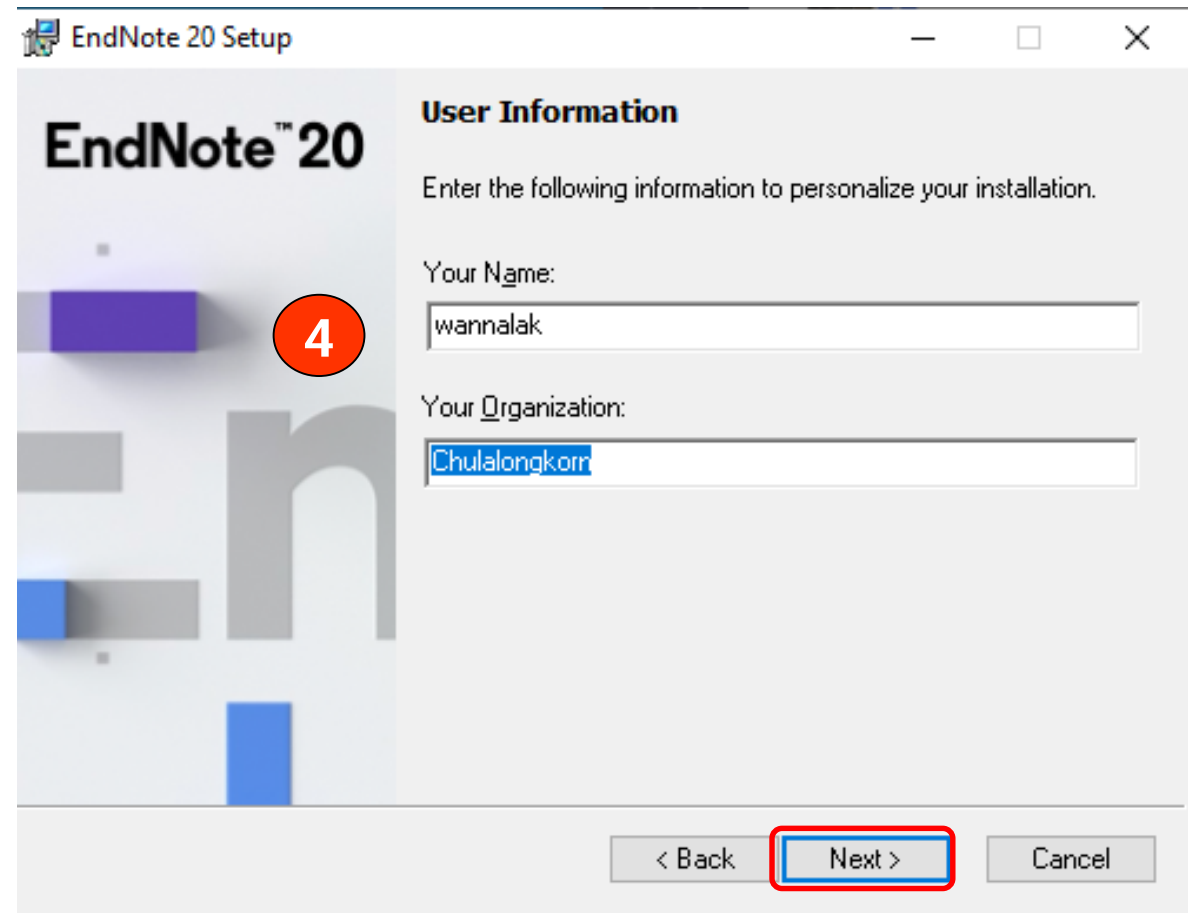 EndNote 20 Setup
EndNote™20
User Information
Enter the following information to personalize your installation.
Your Name:
wannalak
4
Your Organization:
Chulalongkorn
< Back
Next >
Cancel